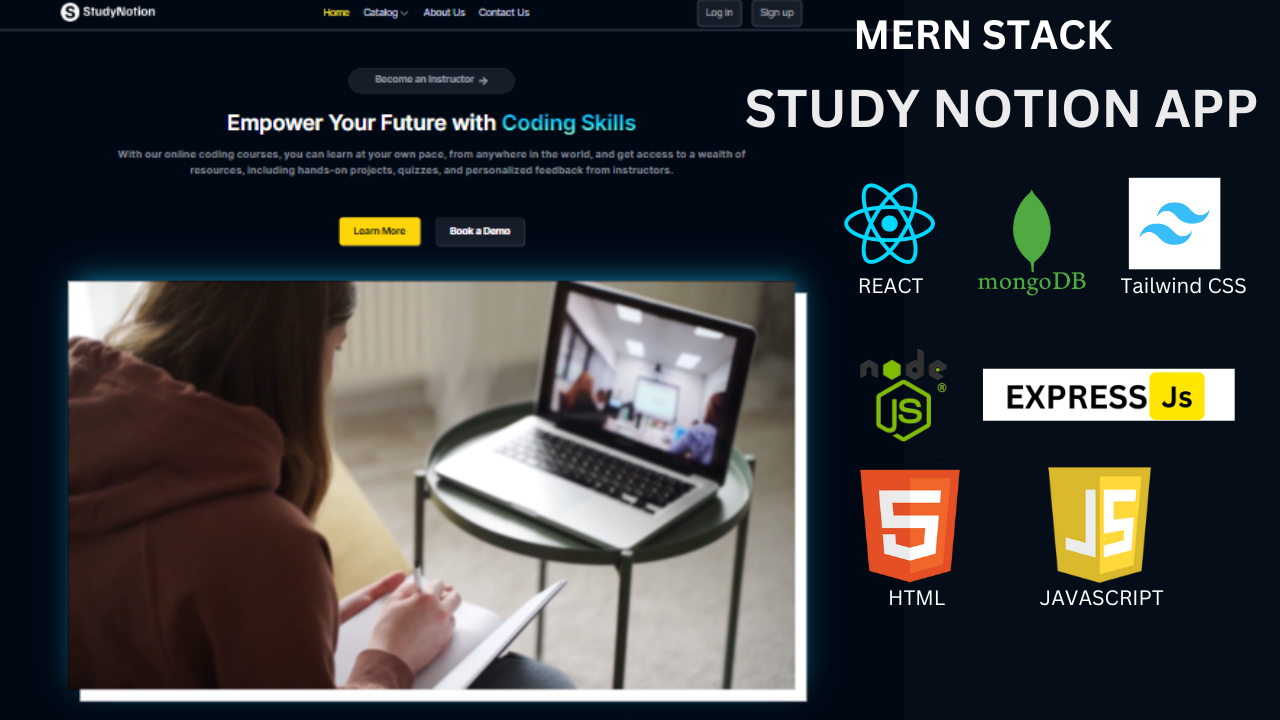 StudyNotion
Home Catalog About Us Contact Us
Log in Sign up
Become an Instructor
Empower Your Future with Coding Skills
With our online coding courses, you can learn at your own pace, from anywhere in the world, and get access to a wealth of
resources, including hands-on projects, quizzes, and personalized feedback from instructors.
Learn More Book a Demo
MERN STACK
STUDY NOTION APP
REACT
mongoDB
Tailwind CSS
node
JS
®
EXPRESS Js
5
HTML
JS
JAVASCRIPT